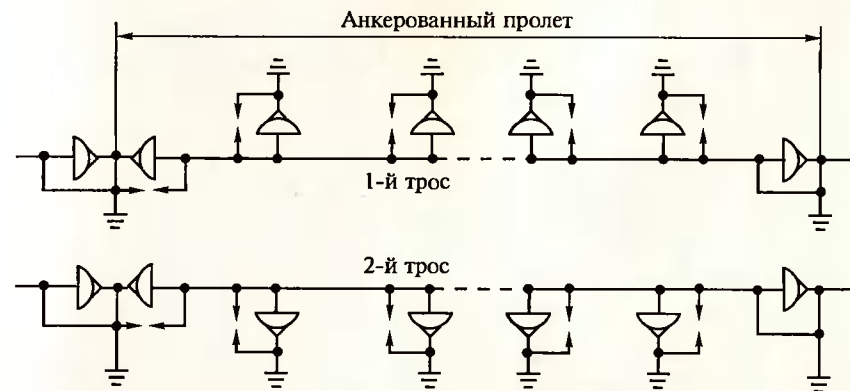 Анкерованный пролет
1-й трос
2-й трос